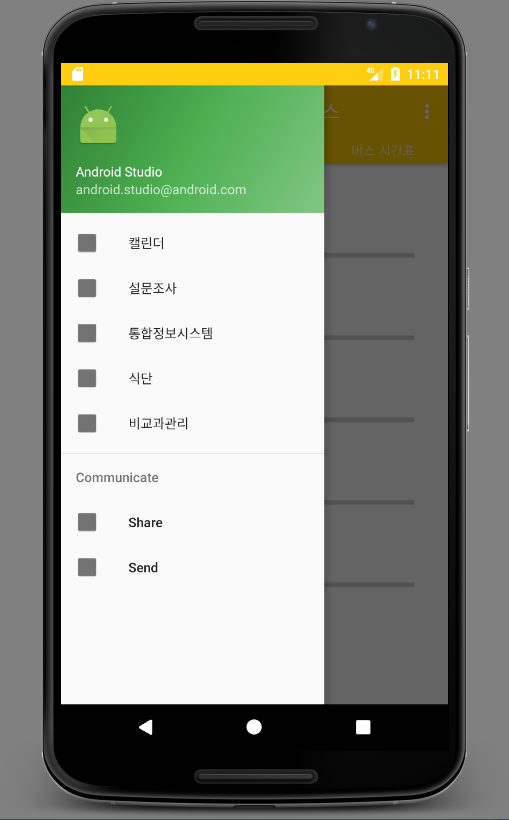 4G
11:11
스
버스 시간표
Android Studio
android.studio@android.com
캘린더
설문조사
통합정보시스템
식단
비교과관리
Communicate
Share
Send